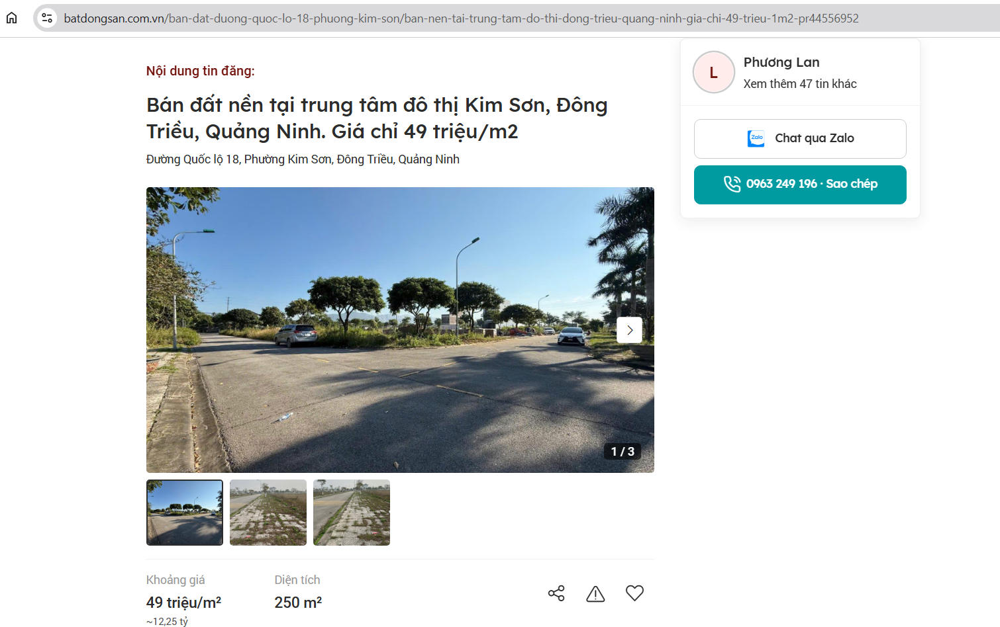 batdongsan.com.vn/ban-dat-duong-quoc-lo-18-phuong-kim-son/ban-nen-tai-trung-tam-do-thi-dong-trieu-quang-ninh-gia-chi-49-trieu-1m2-pr44556952
Nội dung tin đăng:
Bán đất nền tại trung tâm đô thị Kim Sơn, Đông
Triều, Quảng Ninh. Giá chỉ 49 triệu/m2
Đường Quốc lộ 18, Phường Kim Sơn, Đông Triều, Quảng Ninh
L
Phương Lan
Xem thêm 47 tin khác
Zalo
Chat qua Zalo
0963 249 196 · Sao chép
1 / 3
Khoảng giá
49 triệu/m²
~12,25 tỷ
Diện tích
250 m²